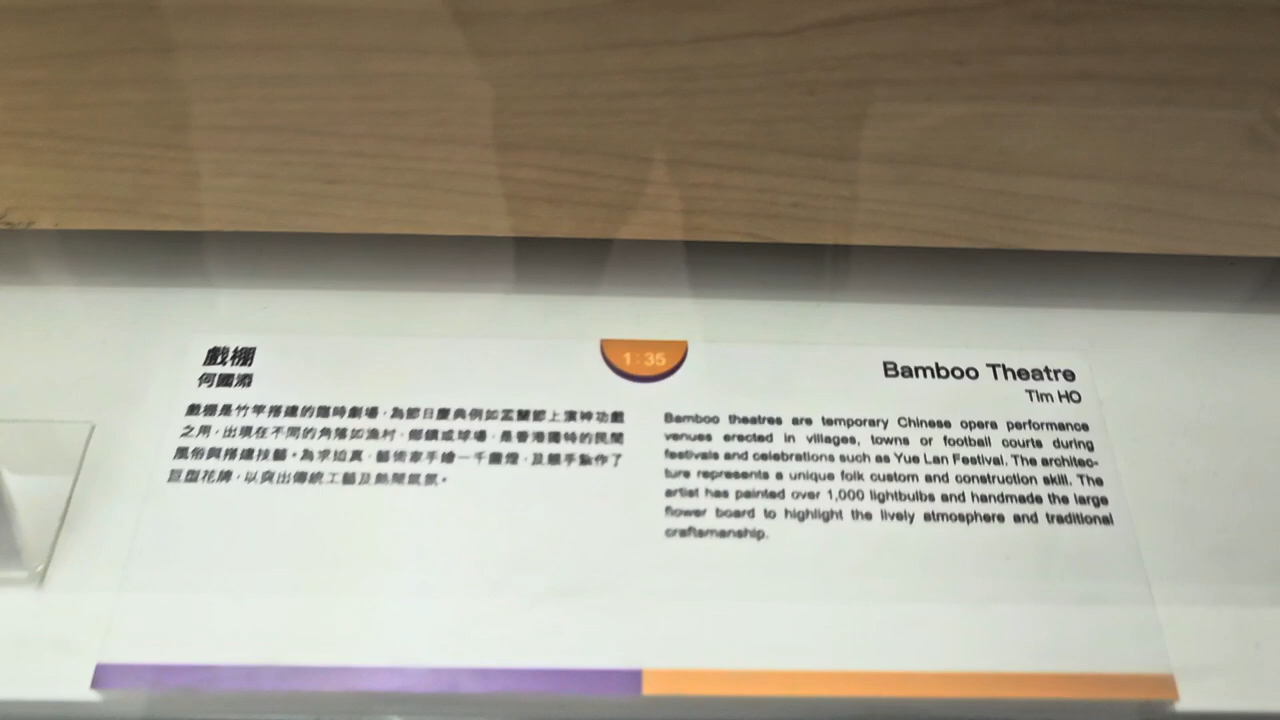 戲棚
何國添
戲棚是竹竿搭建的臨時劇場,為節日慶典例如盂蘭節上演神功戲
之用,出現在不同的角落如漁村、鄉鎮或球場,是香港獨特的民間
風俗與搭建技藝。為求迫真,藝術家手繪一千盞燈,及親手製作了
巨型花牌,以突出傳統工藝及熱鬧氣氛。
1:35
Bamboo Theatre
Tim HO
Bamboo theatres are temporary Chinese opera performance
venues erected in villages, towns or football courts during
festivals and celebrations such as Yue Lan Festival. The architec-
ture represents a unique folk custom and construction skill. The
artist has painted over 1,000 lightbulbs and handmade the large
flower board to highlight the lively atmosphere and traditional
craftsmanship.